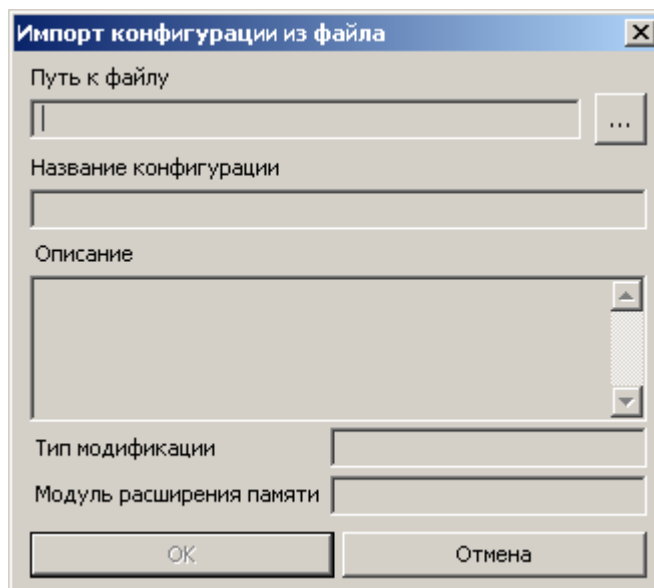 Импорт конфигурации из файла
Путь к файлу
...
Название конфигурации
Описание
Тип модификации
Модуль расширения памяти
OK Отмена